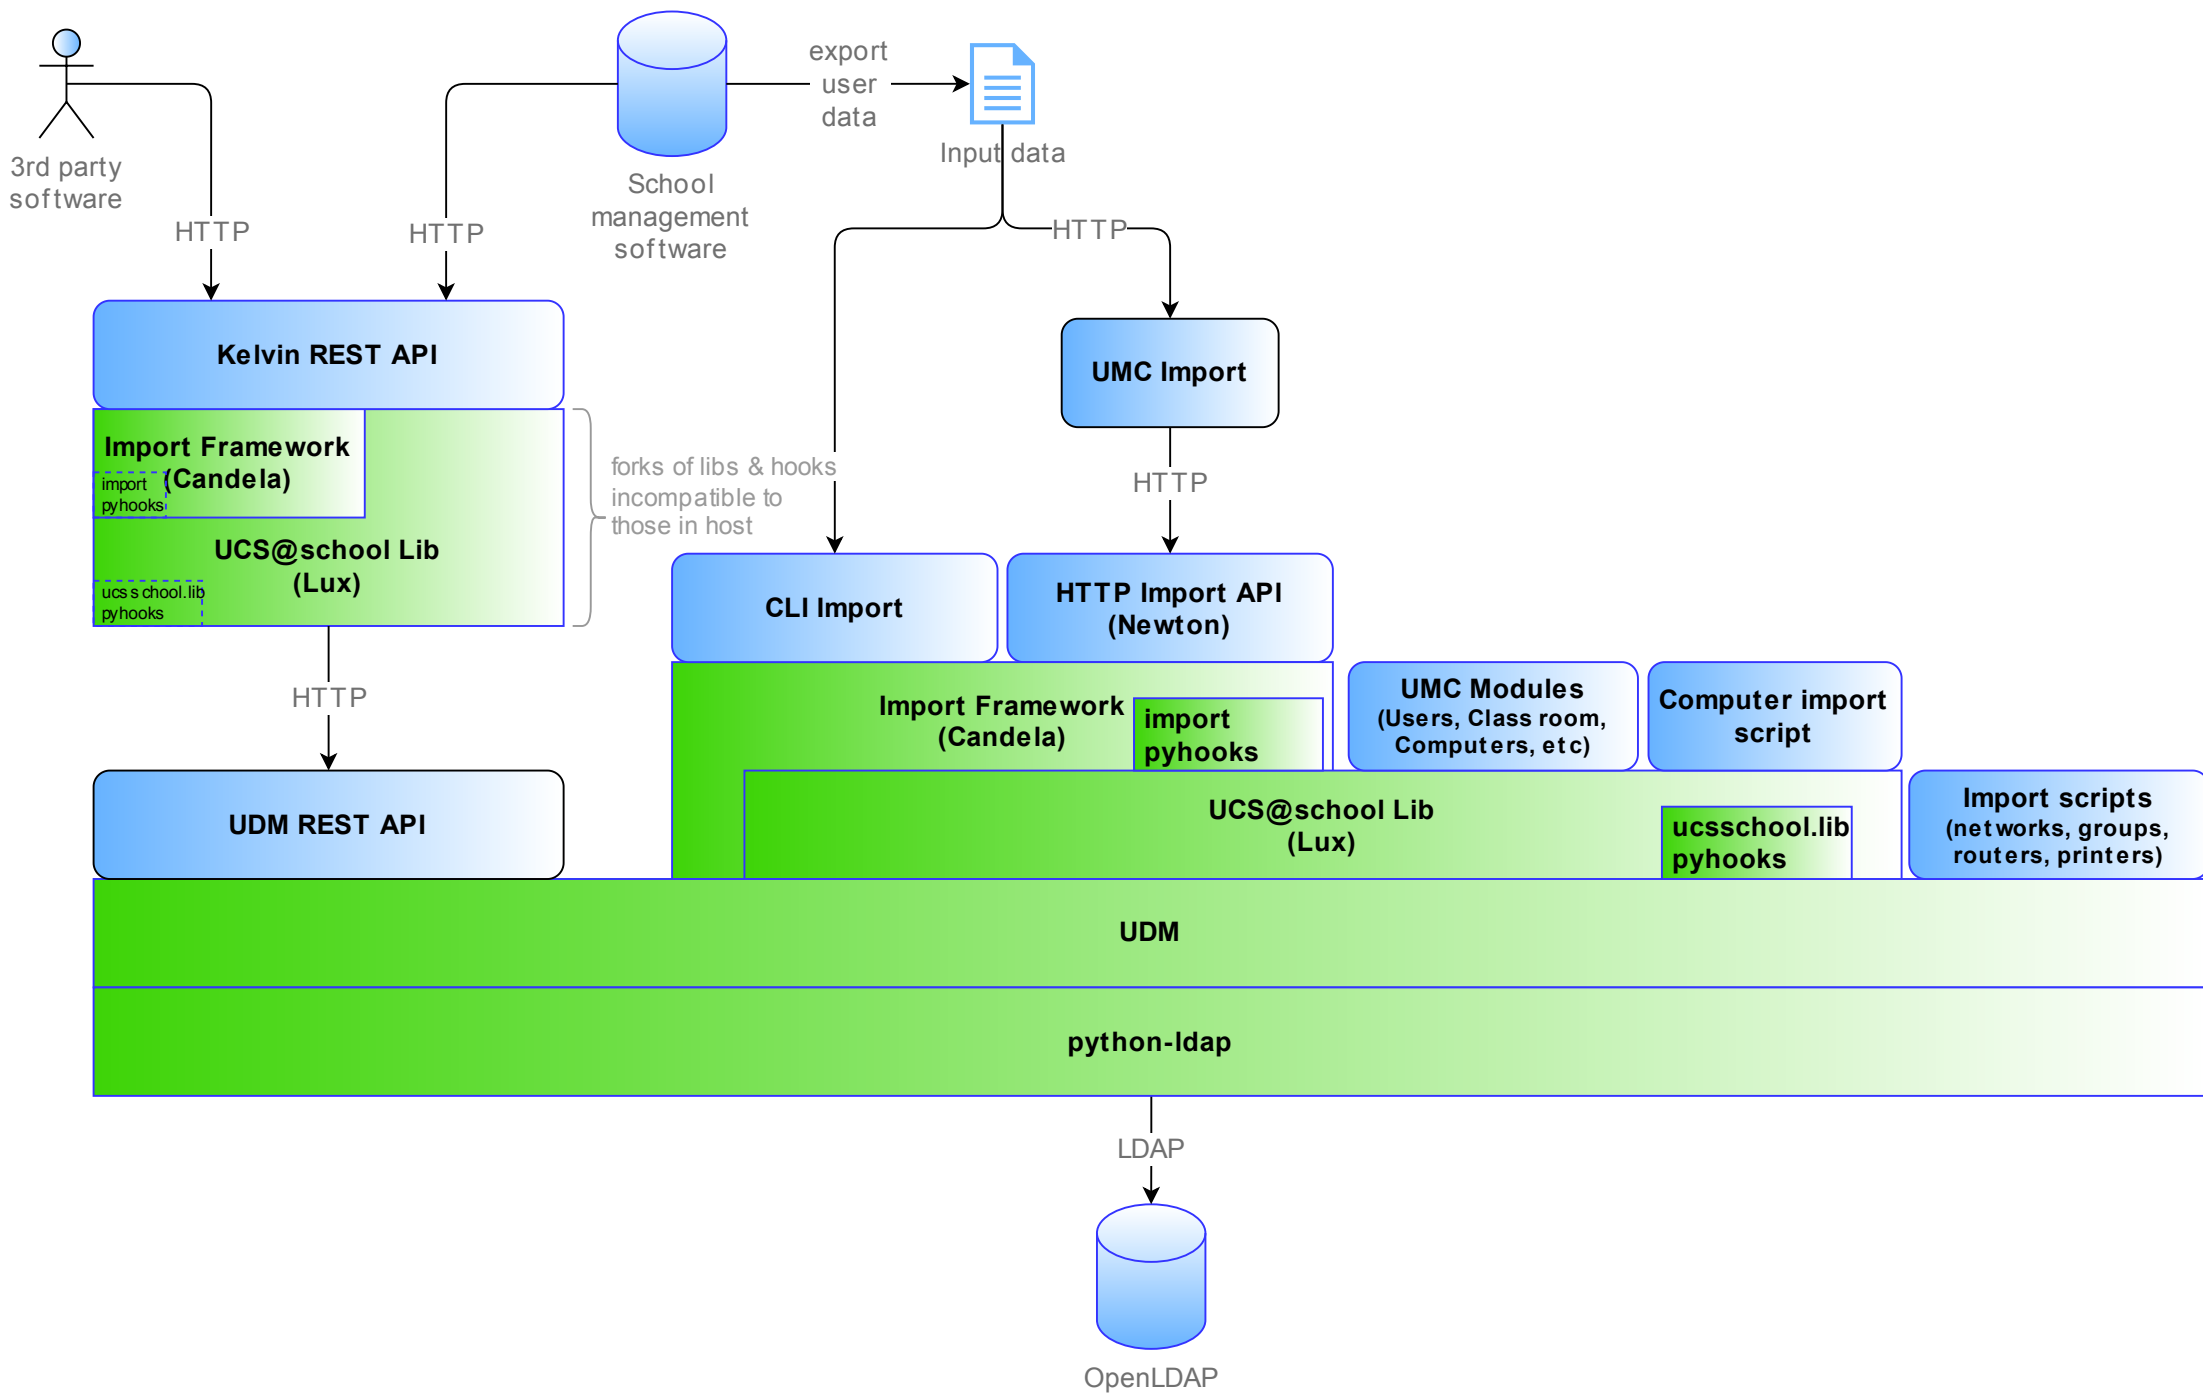 export
user
data
3rd party
software
School
management
software
Input data
HTTP
HTTP
HTTP
Kelvin REST API
UMC Import
Import Framework
(Candela)
import
pyhooks
forks of libs & hooks
incompatible to
those in host
HTTP
UCS@school Lib
(Lux)
ucsschool.lib
pyhooks
CLI Import
HTTP Import API
(Newton)
HTTP
Import Framework
(Candela)
import
pyhooks
UMC Modules
(Users, Class room,
Computers, etc)
Computer import
script
UDM REST API
UCS@school Lib
(Lux)
ucsschool.lib
pyhooks
Import scripts
(networks, groups,
routers, printers)
UDM
python-ldap
LDAP
OpenLDAP